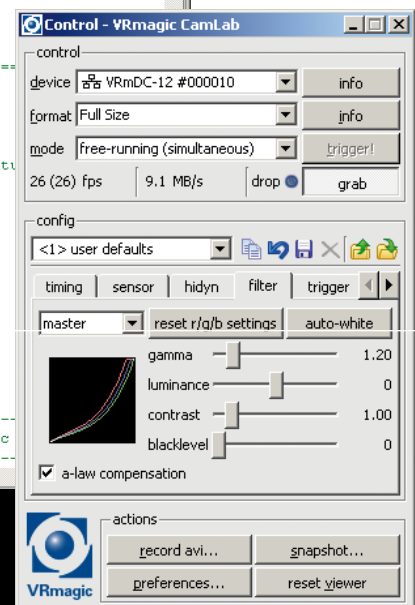 Control - VRmagic CamLab
control
device VRmDC-12 #000010 info
format Full Size info
mode free-running (simultaneous) trigger!
26 (26) fps 9.1 MB/s drop grab
config
<1> user defaults
timing sensor hidyn filter trigger
master reset r/g/b settings auto-white
gamma 1.20
luminance 0
contrast 1.00
blacklevel 0
a-law compensation
actions
record avi... snapshot...
preferences... reset viewer
VRmagic